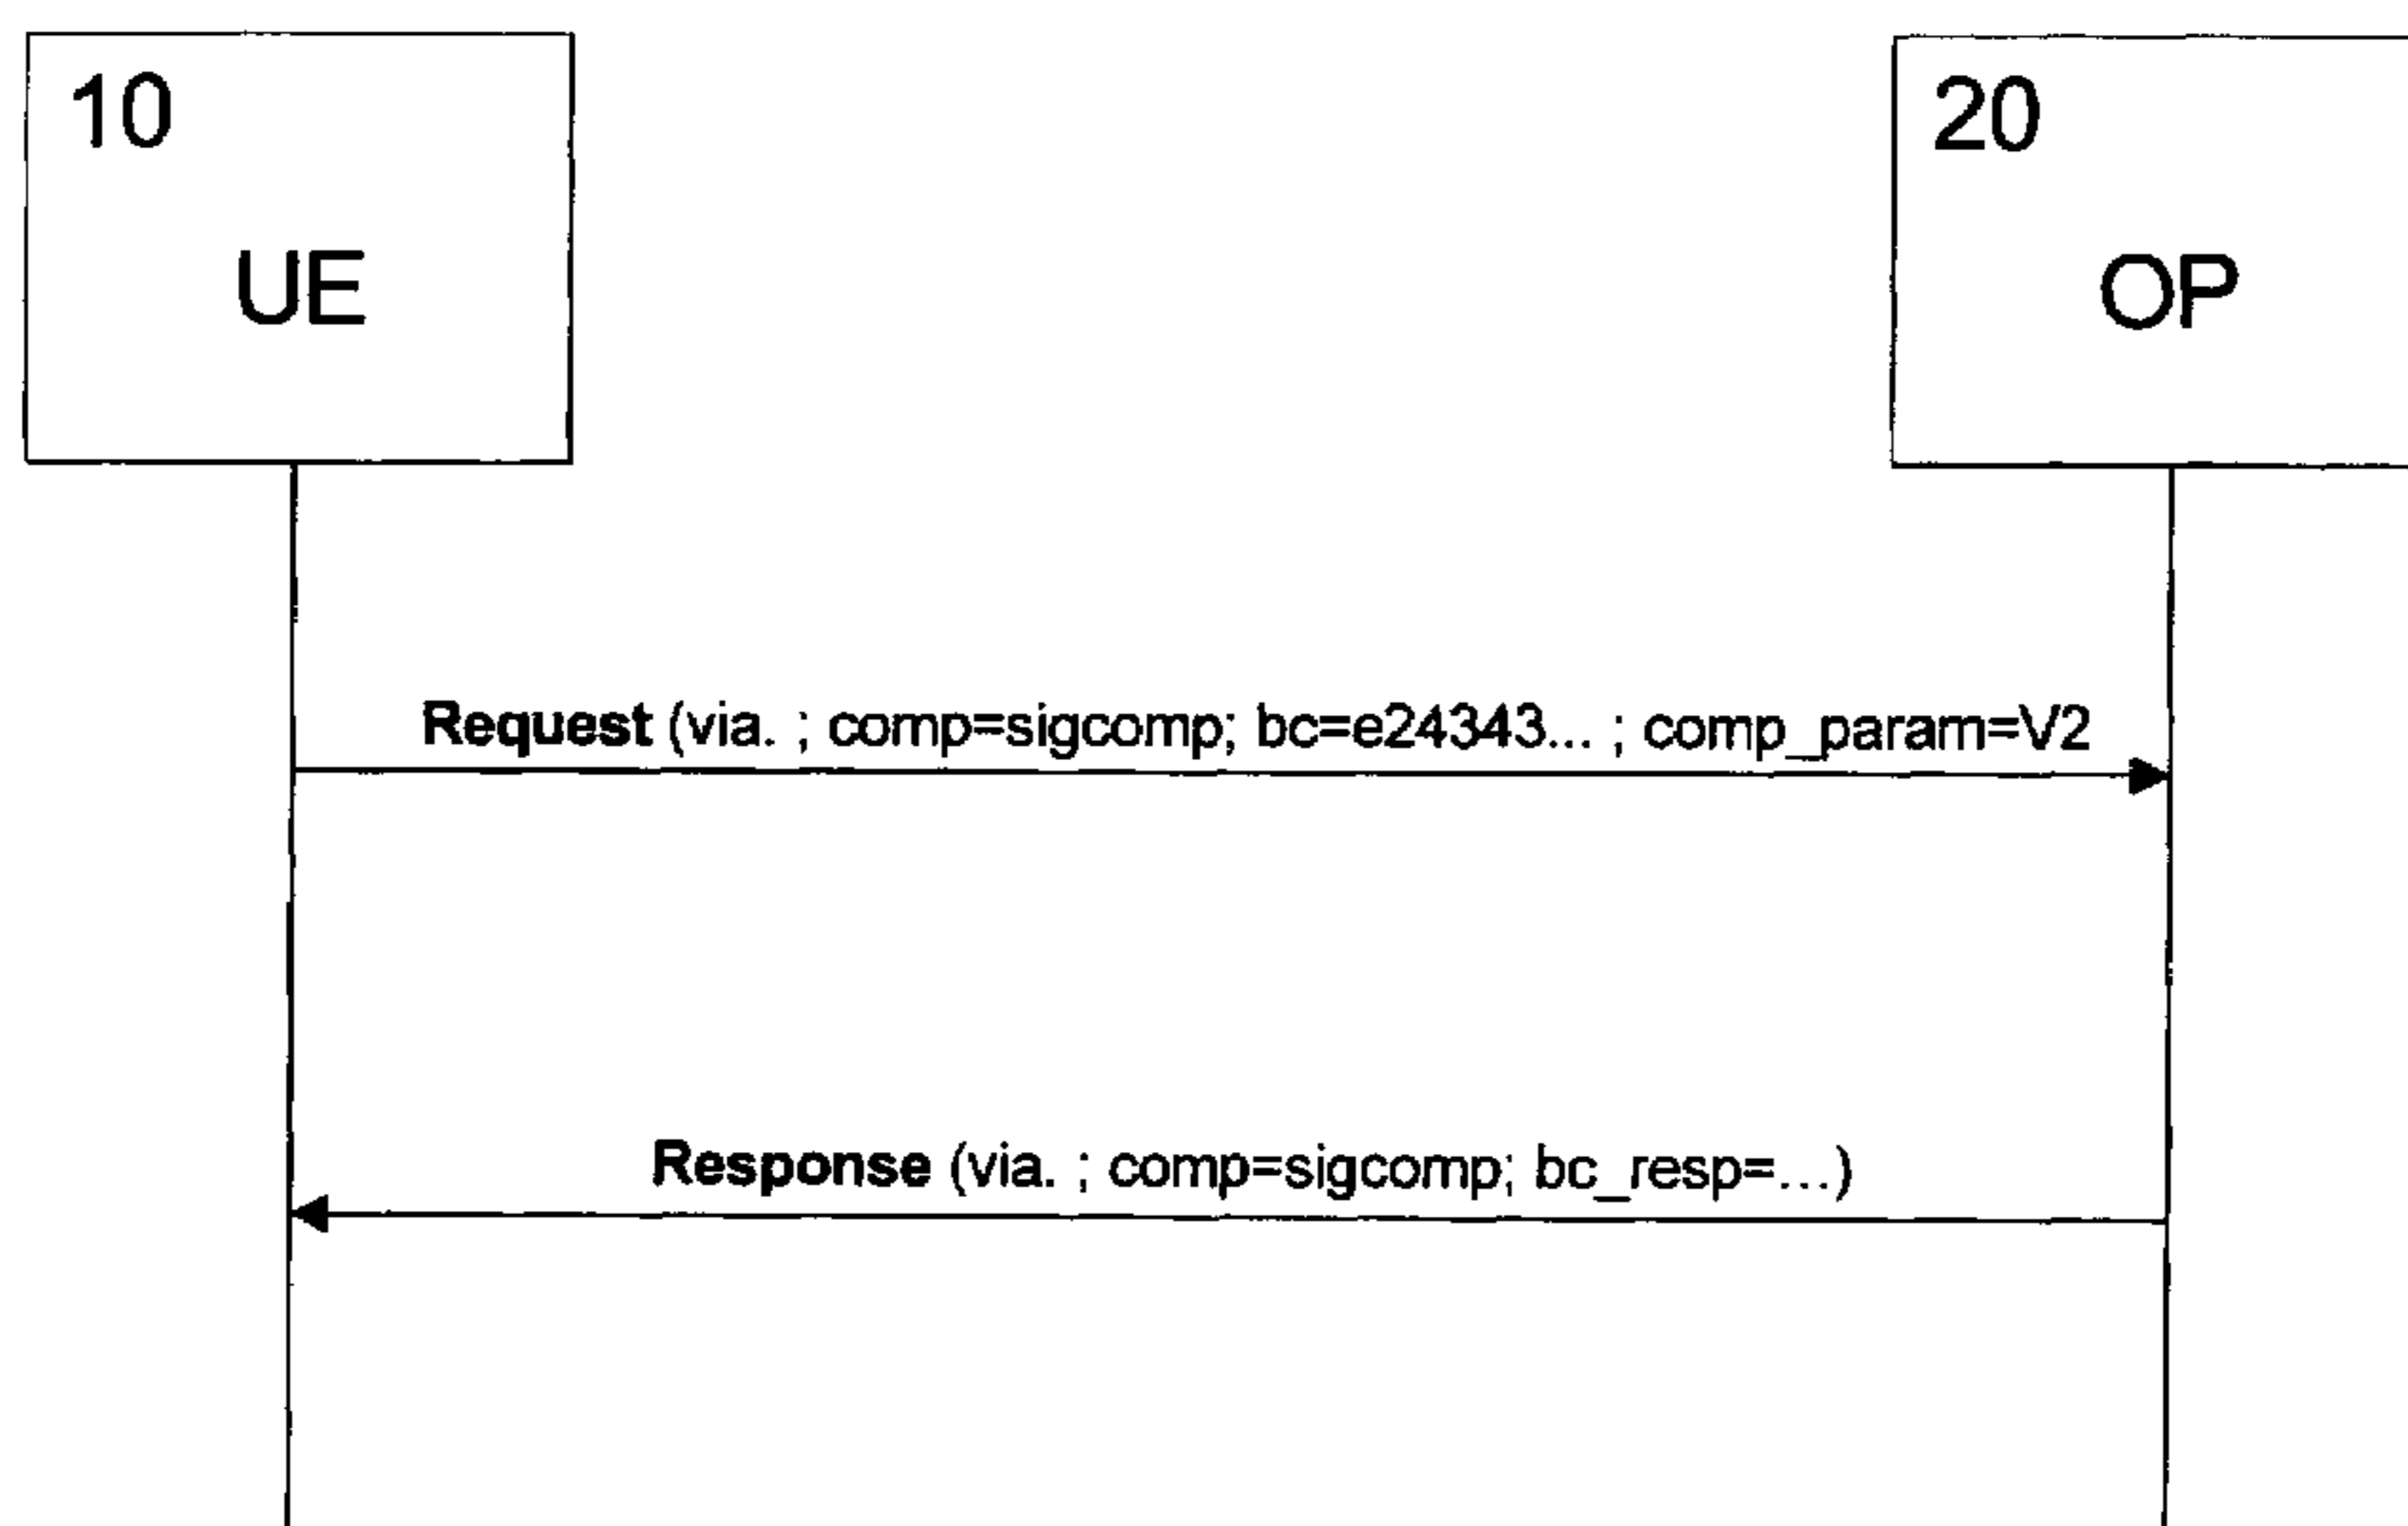 10
UE
20
OP
Request (via. ; comp=sigcomp; bc=e24343... ; comp_param=V2
Response (via. ; comp=sigcomp; bc_resp=...)